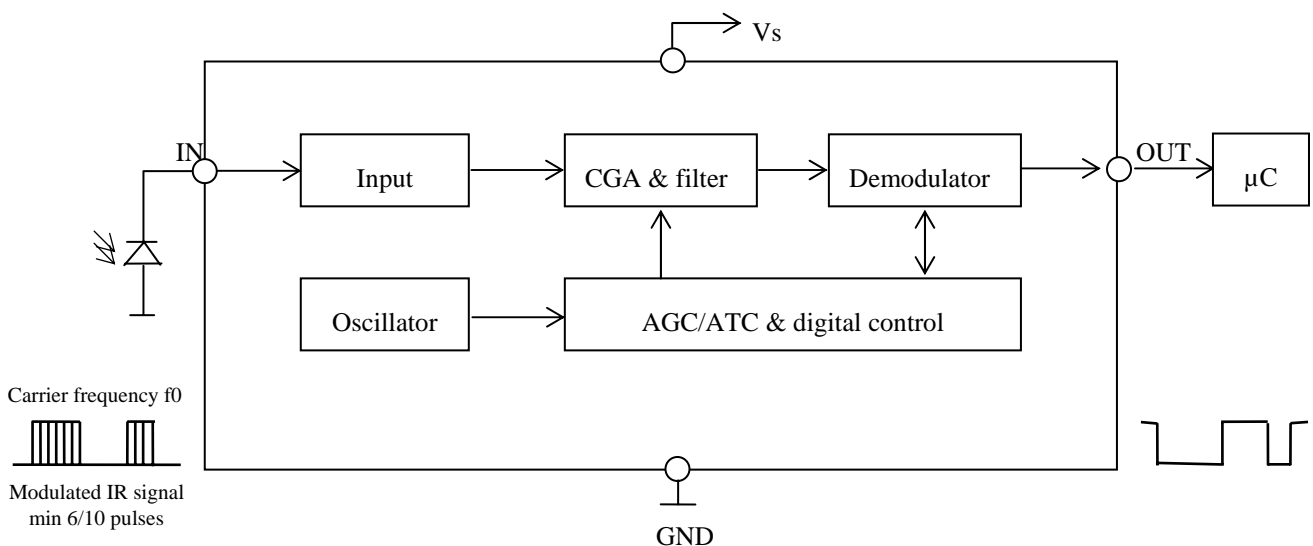 Vs
IN
OUT
Input
CGA & filter
Demodulator
µC
Oscillator
AGC/ATC & digital control
Carrier frequency f0
Modulated IR signal
min 6/10 pulses
GND